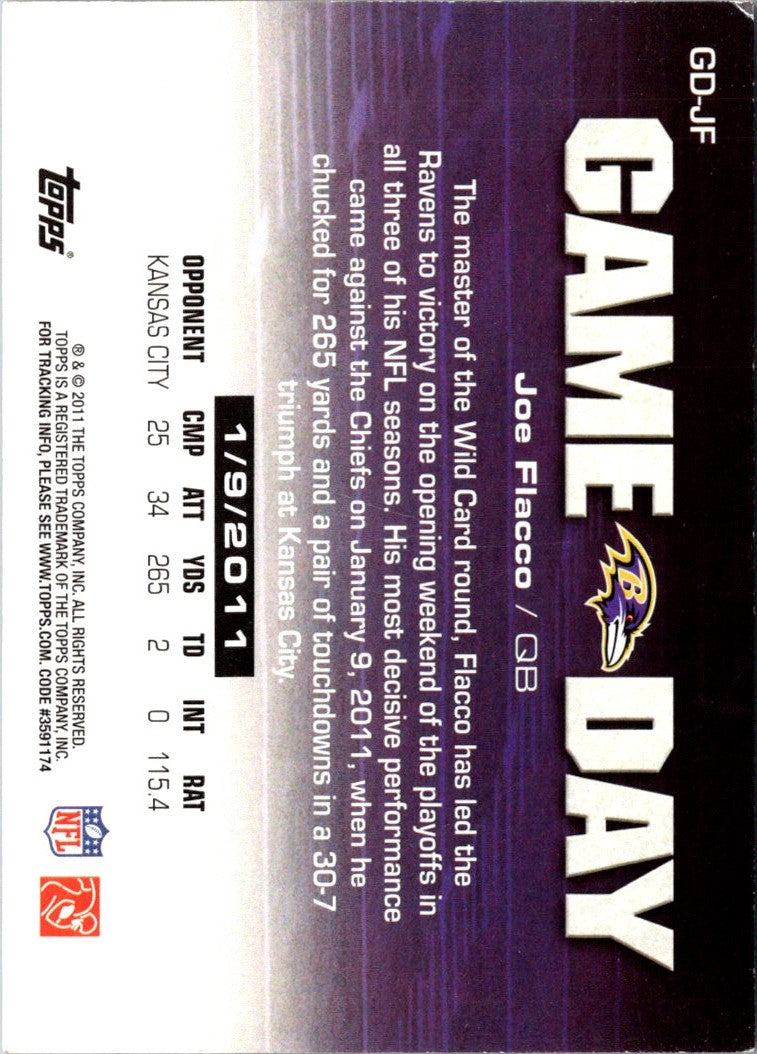 GD-JF
GAME DAY
B
Joe Flacco / QB
The master of the Wild Card round, Flacco has led the
Ravens to victory on the opening weekend of the playoffs in
all three of his NFL seasons. His most decisive performance
came against the Chiefs on January 9, 2011, when he
chucked for 265 yards and a pair of touchdowns in a 30-7
triumph at Kansas City.
1/9/2011
OPPONENT CMP ATT YDS TD INT RAT
KANSAS CITY 25 34 265 2 0 115.4
topps®
® & © 2011 THE TOPPS COMPANY, INC. ALL RIGHTS RESERVED.
TOPPS IS A REGISTERED TRADEMARK OF THE TOPPS COMPANY, INC.
FOR TRACKING INFO, PLEASE SEE WWW.TOPPS.COM. CODE #3591174
NFL